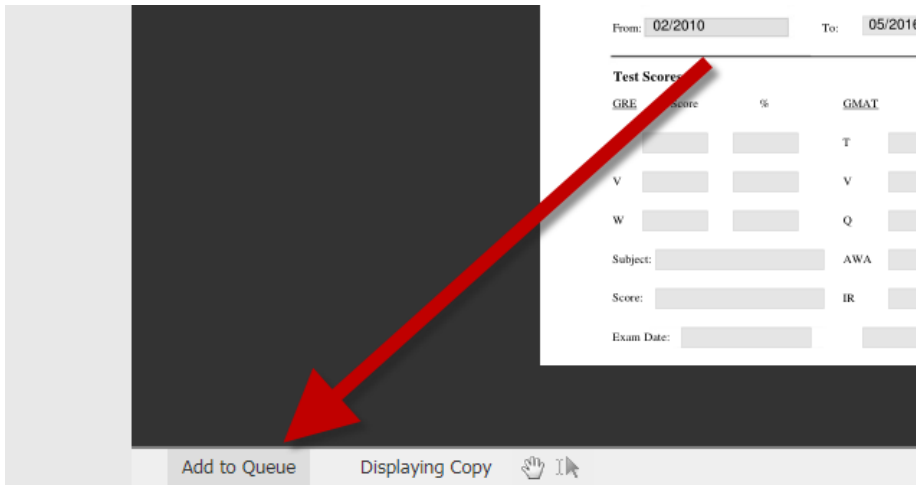 From: 02/2010 To: 05/2016
Test Scores
GRE Score % GMAT
T
V V
W Q
Subject: AWA
Score: IR
Exam Date:
Add to Queue Displaying Copy